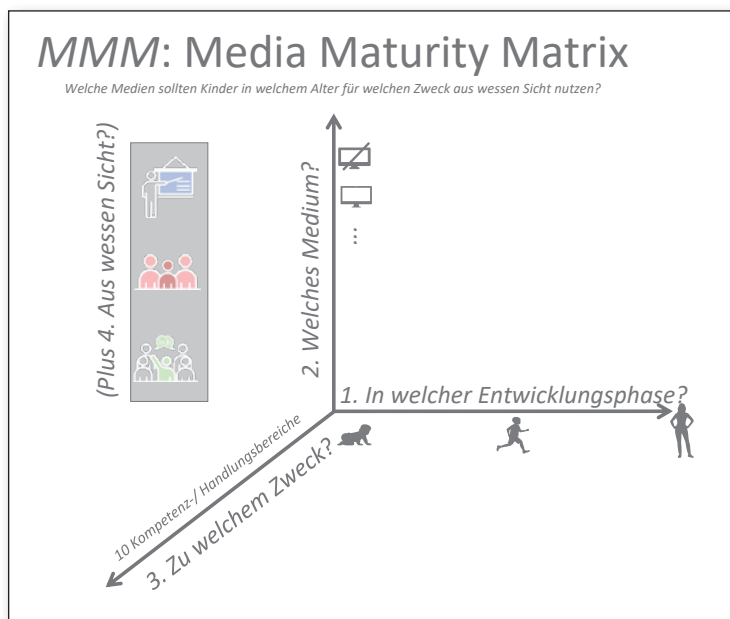 MMM: Media Maturity Matrix
Welche Medien sollten Kinder in welchem Alter für welchen Zweck aus wessen Sicht nutzen?
(Plus 4. Aus wessen Sicht?)
2. Welches Medium?
...
1. In welcher Entwicklungsphase?
10 Kompetenz-/ Handlungsbereiche
3. Zu welchem Zweck?